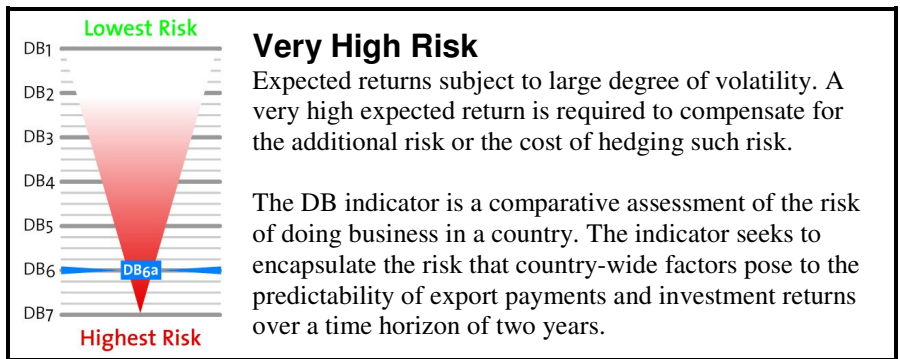 Lowest Risk
DB1
DB2
DB3
DB4
DB5
DB6
DB6a
DB7
Highest Risk
Very High Risk
Expected returns subject to large degree of volatility. A
very high expected return is required to compensate for
the additional risk or the cost of hedging such risk.
The DB indicator is a comparative assessment of the risk
of doing business in a country. The indicator seeks to
encapsulate the risk that country-wide factors pose to the
predictability of export payments and investment returns
over a time horizon of two years.